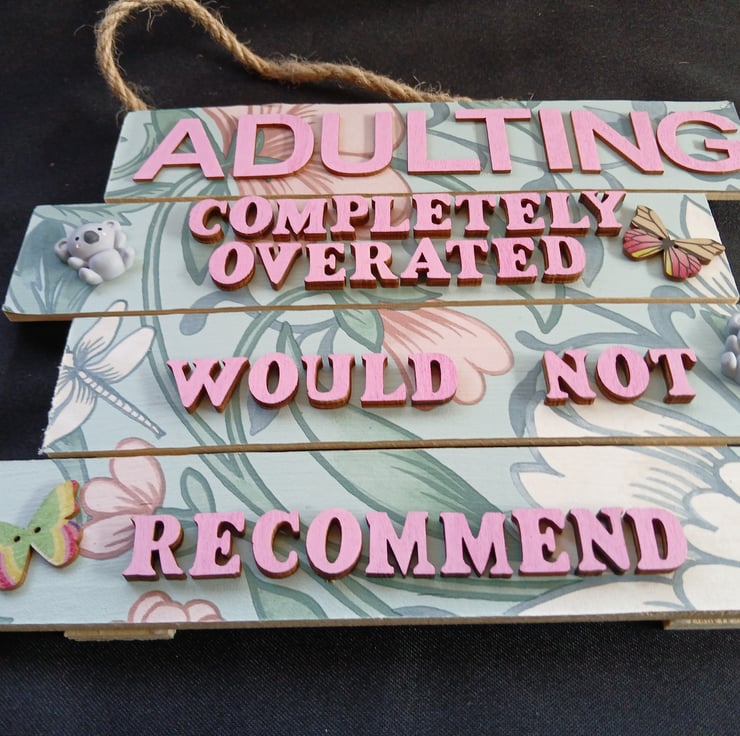 ADULTING
COMPLETELY
OVERATED
WOULD NOT
RECOMMEND